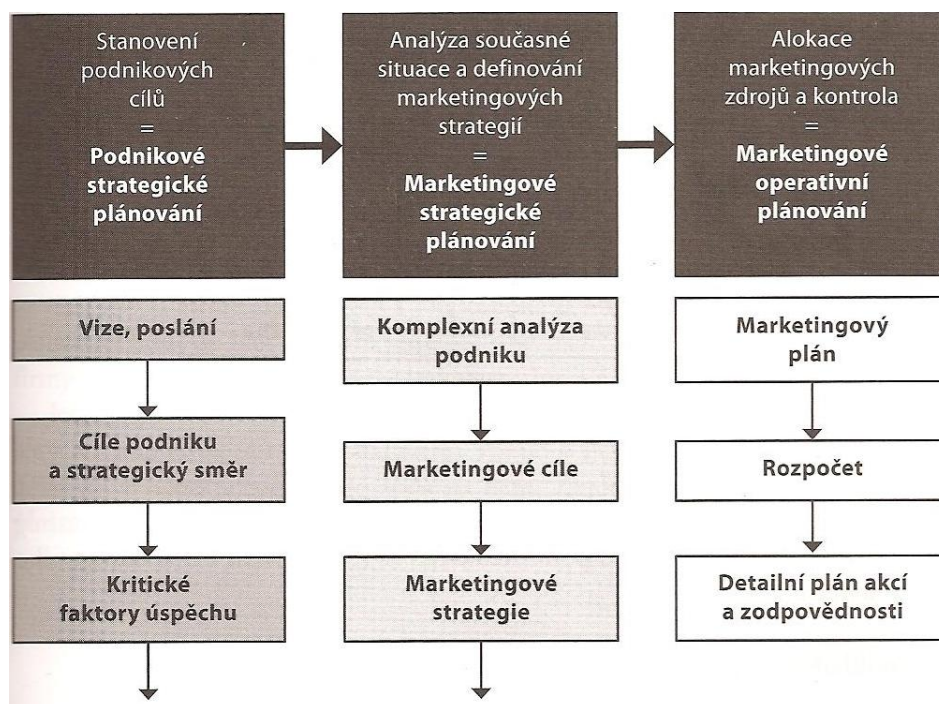 Stanovení
podnikových
cílů
=
Podnikové
strategické
plánování
Analýza současné
situace a definování
marketingových
strategií
=
Marketingové
strategické
plánování
Alokace
marketingových
zdrojů a kontrola
=
Marketingové
operativní
plánování
Vize, poslání
Cíle podniku
a strategický směr
Kritické
faktory úspěchu
Komplexní analýza
podniku
Marketingové cíle
Marketingové
strategie
Marketingový
plán
Rozpočet
Detailní plán akcí
a zodpovědnosti